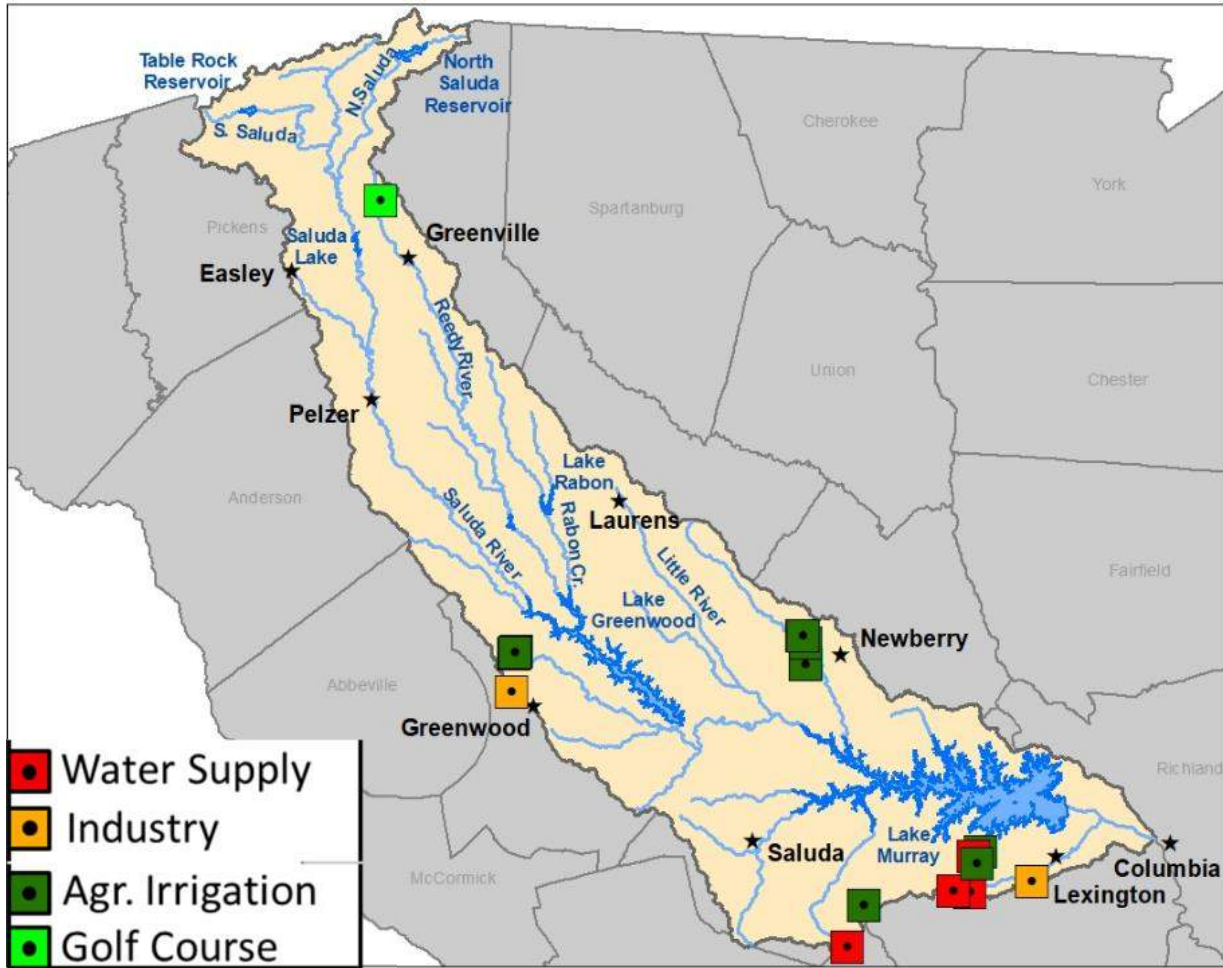 Table Rock
Reservoir
N.Saluda
North
Saluda
Reservoir
S. Saluda
Cherokee
York
Spartanburg
Pickens
Saluda
Lake
Greenville
Easley
Reedy River
Union
Chester
Pelzer
Anderson
Lake
Rabon
Laurens
Saluda River
Rabon Cr.
Little River
Fairfield
Lake
Greenwood
Newberry
Abbeville
Greenwood
Richland
Lake
Murray
Saluda
Columbia
Lexington
McCormick
Water Supply
Industry
Agr. Irrigation
Golf Course